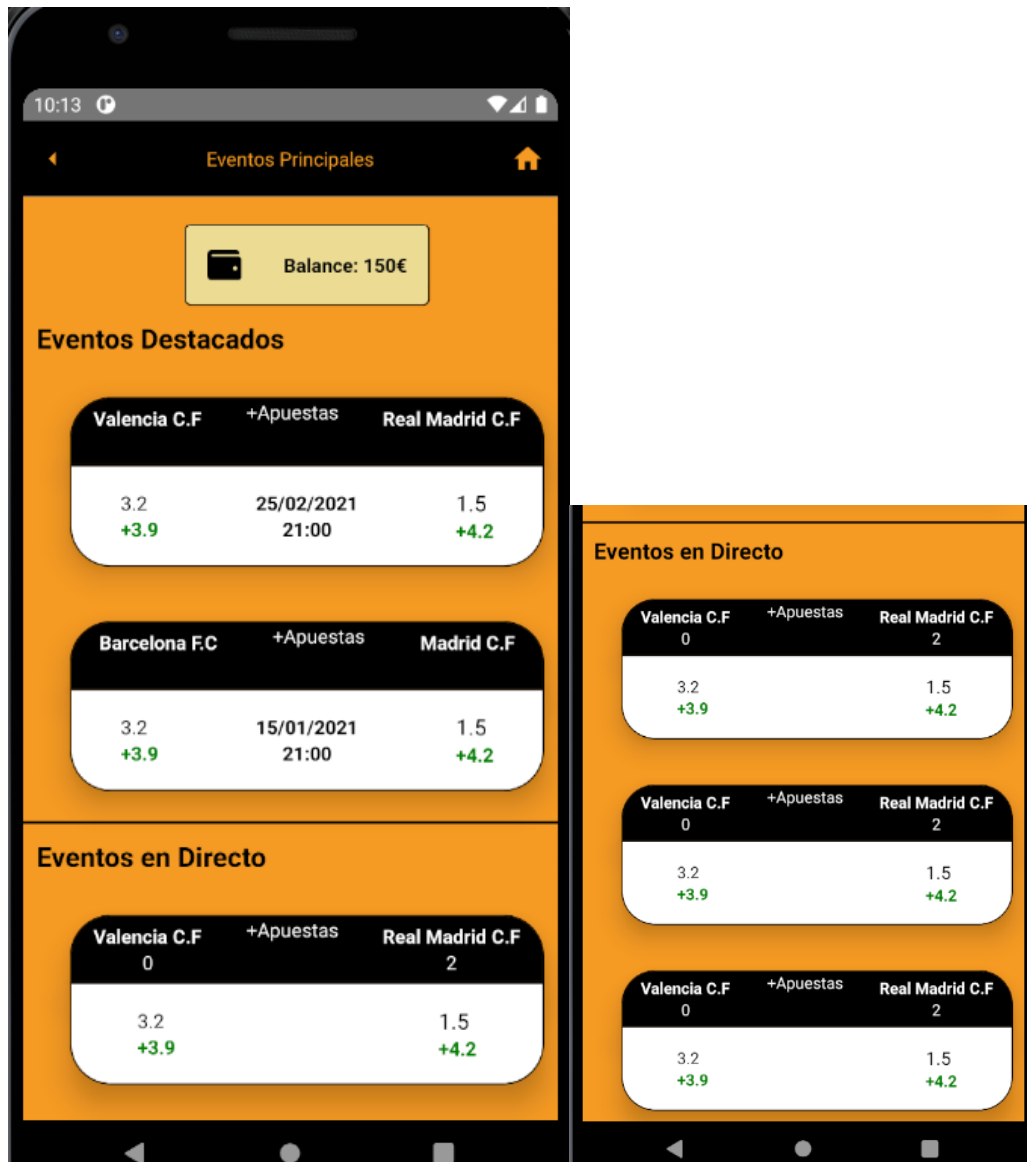 10:13
Eventos Principales
Balance: 150€
Eventos Destacados
Valencia C.F +Apuestas Real Madrid C.F
3.2 25/02/2021 1.5
+3.9 21:00 +4.2
Barcelona F.C +Apuestas Madrid C.F
3.2 15/01/2021 1.5
+3.9 21:00 +4.2
Eventos en Directo
Valencia C.F +Apuestas Real Madrid C.F
0 2
3.2 1.5
+3.9 +4.2
Eventos en Directo
Valencia C.F +Apuestas Real Madrid C.F
0 2
3.2 1.5
+3.9 +4.2
Valencia C.F +Apuestas Real Madrid C.F
0 2
3.2 1.5
+3.9 +4.2
Valencia C.F +Apuestas Real Madrid C.F
0 2
3.2 1.5
+3.9 +4.2